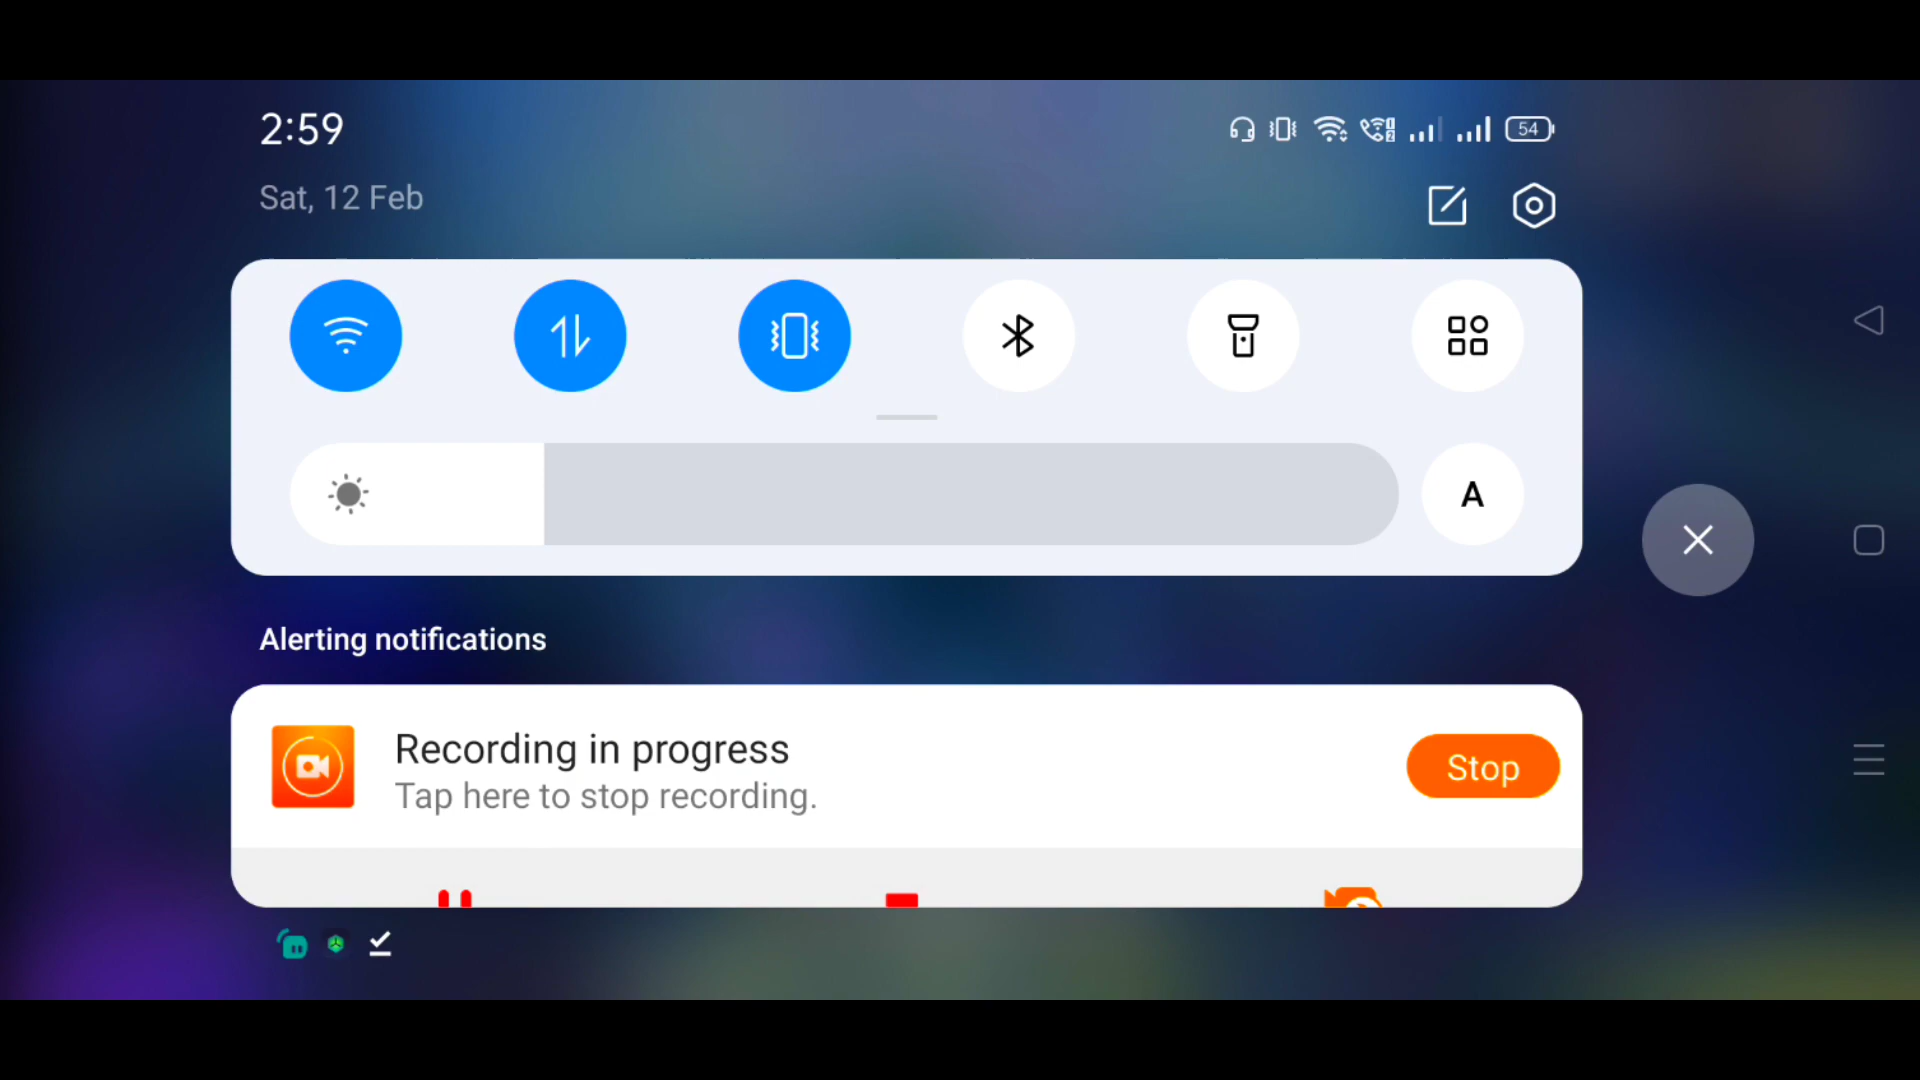 2:59
54
Sat, 12 Feb
A
Alerting notifications
Recording in progress
Tap here to stop recording.
Stop